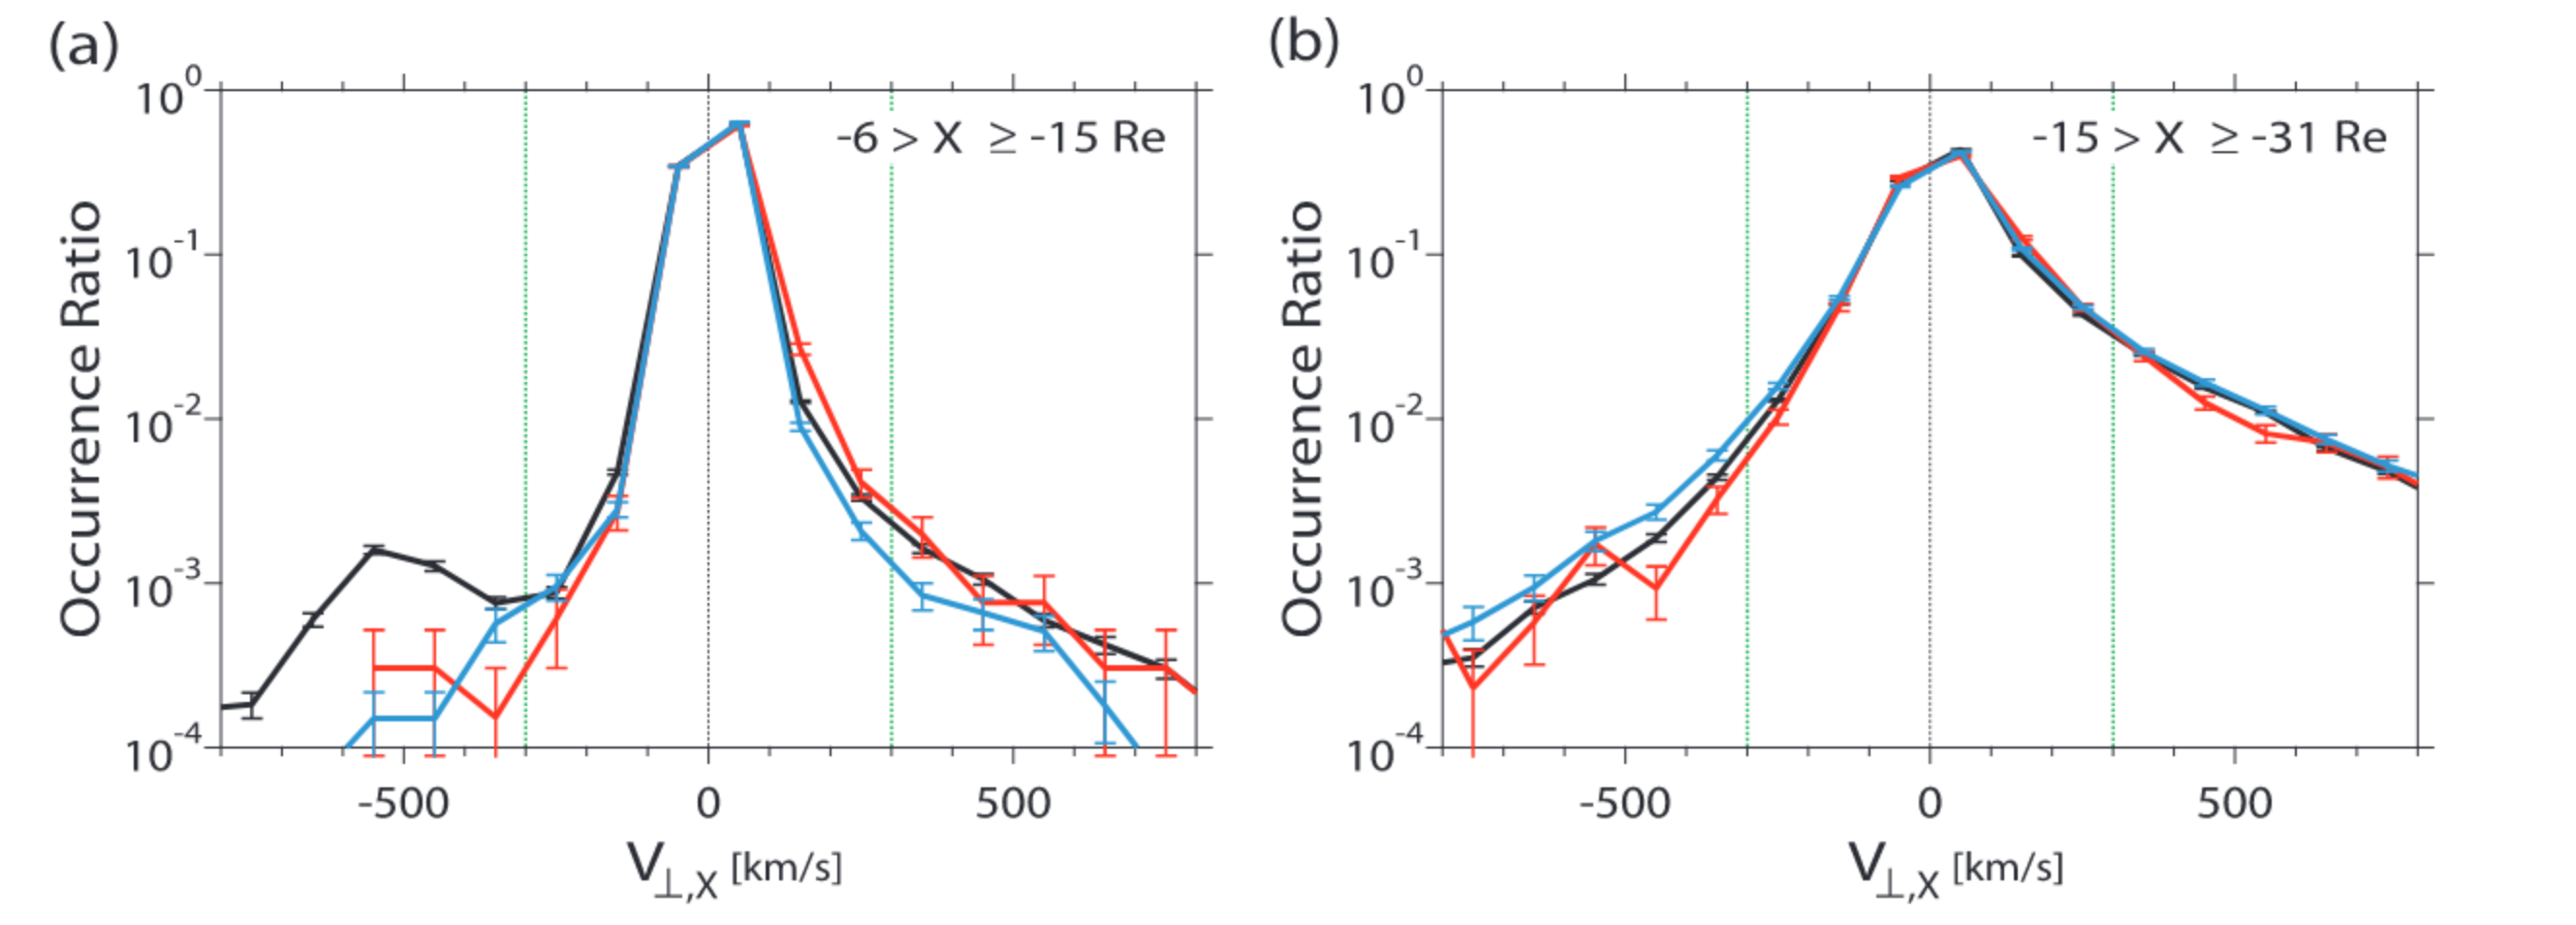 (a)
-6 > X ≥ -15 Re
10^0
10^-1
10^-2
10^-3
10^-4
Occurrence Ratio
-500 0 500
V⊥,X [km/s]
(b)
-15 > X ≥ -31 Re
10^0
10^-1
10^-2
10^-3
10^-4
Occurrence Ratio
-500 0 500
V⊥,X [km/s]